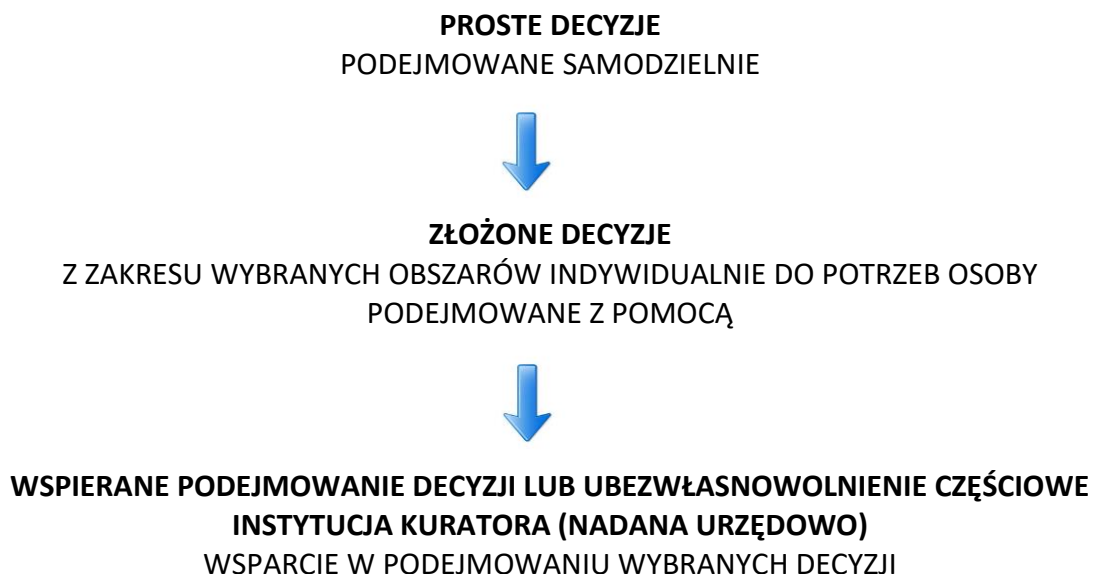 PROSTE DECYZJE
PODEJMOWANE SAMODZIELNIE
ZŁOŻONE DECYZJE
Z ZAKRESU WYBRANYCH OBSZARÓW INDYWIDUALNIE DO POTRZEB OSOBY
PODEJMOWANE Z POMOCĄ
WSPIERANE PODEJMOWANIE DECYZJI LUB UBEZWŁASNOWOLNIENIE CZĘŚCIOWE
INSTYTUCJA KURATORA (NADANA URZĘDOWO)
WSPARCIE W PODEJMOWANIU WYBRANYCH DECYZJI